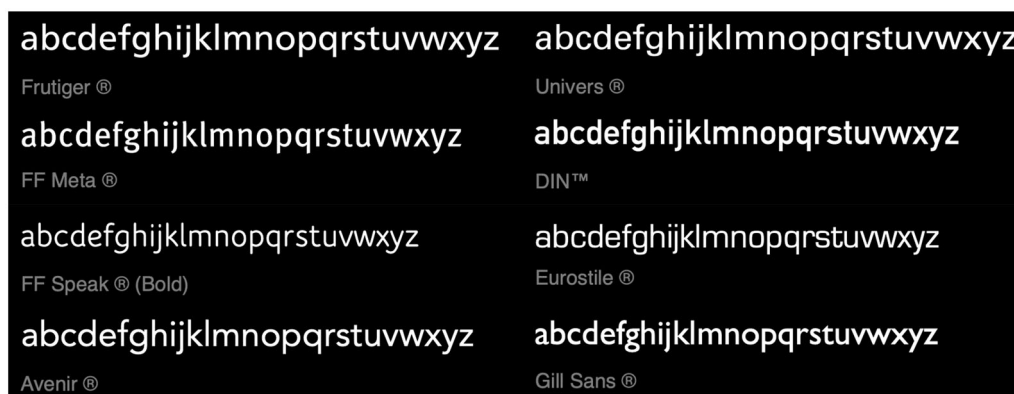 abcdefghijklmnopqrstuvwxyz
Frutiger ®
abcdefghijklmnopqrstuvwxyz
Univers ®
abcdefghijklmnopqrstuvwxyz
FF Meta ®
abcdefghijklmnopqrstuvwxyz
DIN™
abcdefghijklmnopqrstuvwxyz
FF Speak ® (Bold)
abcdefghijklmnopqrstuvwxyz
Eurostile ®
abcdefghijklmnopqrstuvwxyz
Avenir ®
abcdefghijklmnopqrstuvwxyz
Gill Sans ®